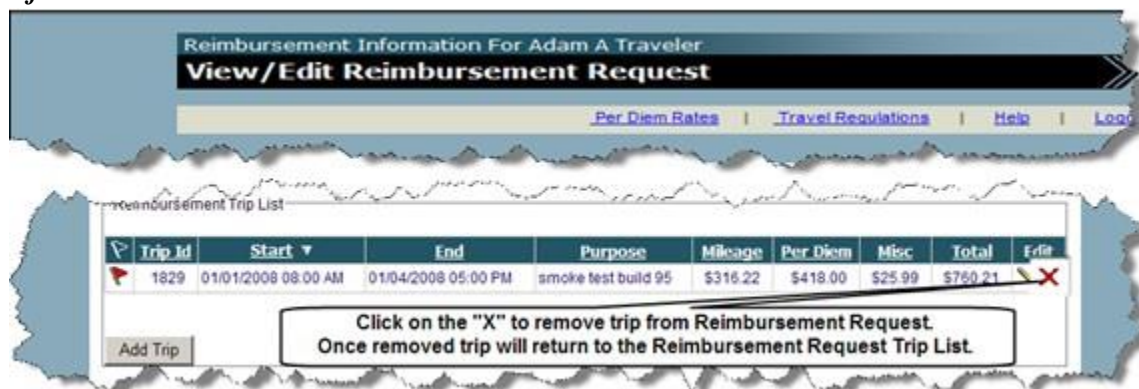 Reimbursement Information For Adam A Traveler
View/Edit Reimbursement Request
Per Diem Rates | Travel Regulations | Help |
Reimbursement Trip List
Trip Id Start ▼ End Purpose Mileage Per Diem Misc Total Edit
1829 01/01/2008 08:00 AM 01/04/2008 05:00 PM smoke test build 95 $316.22 $418.00 $25.99 $760.21
Click on the "X" to remove trip from Reimbursement Request.
Once removed trip will return to the Reimbursement Request Trip List.
Add Trip